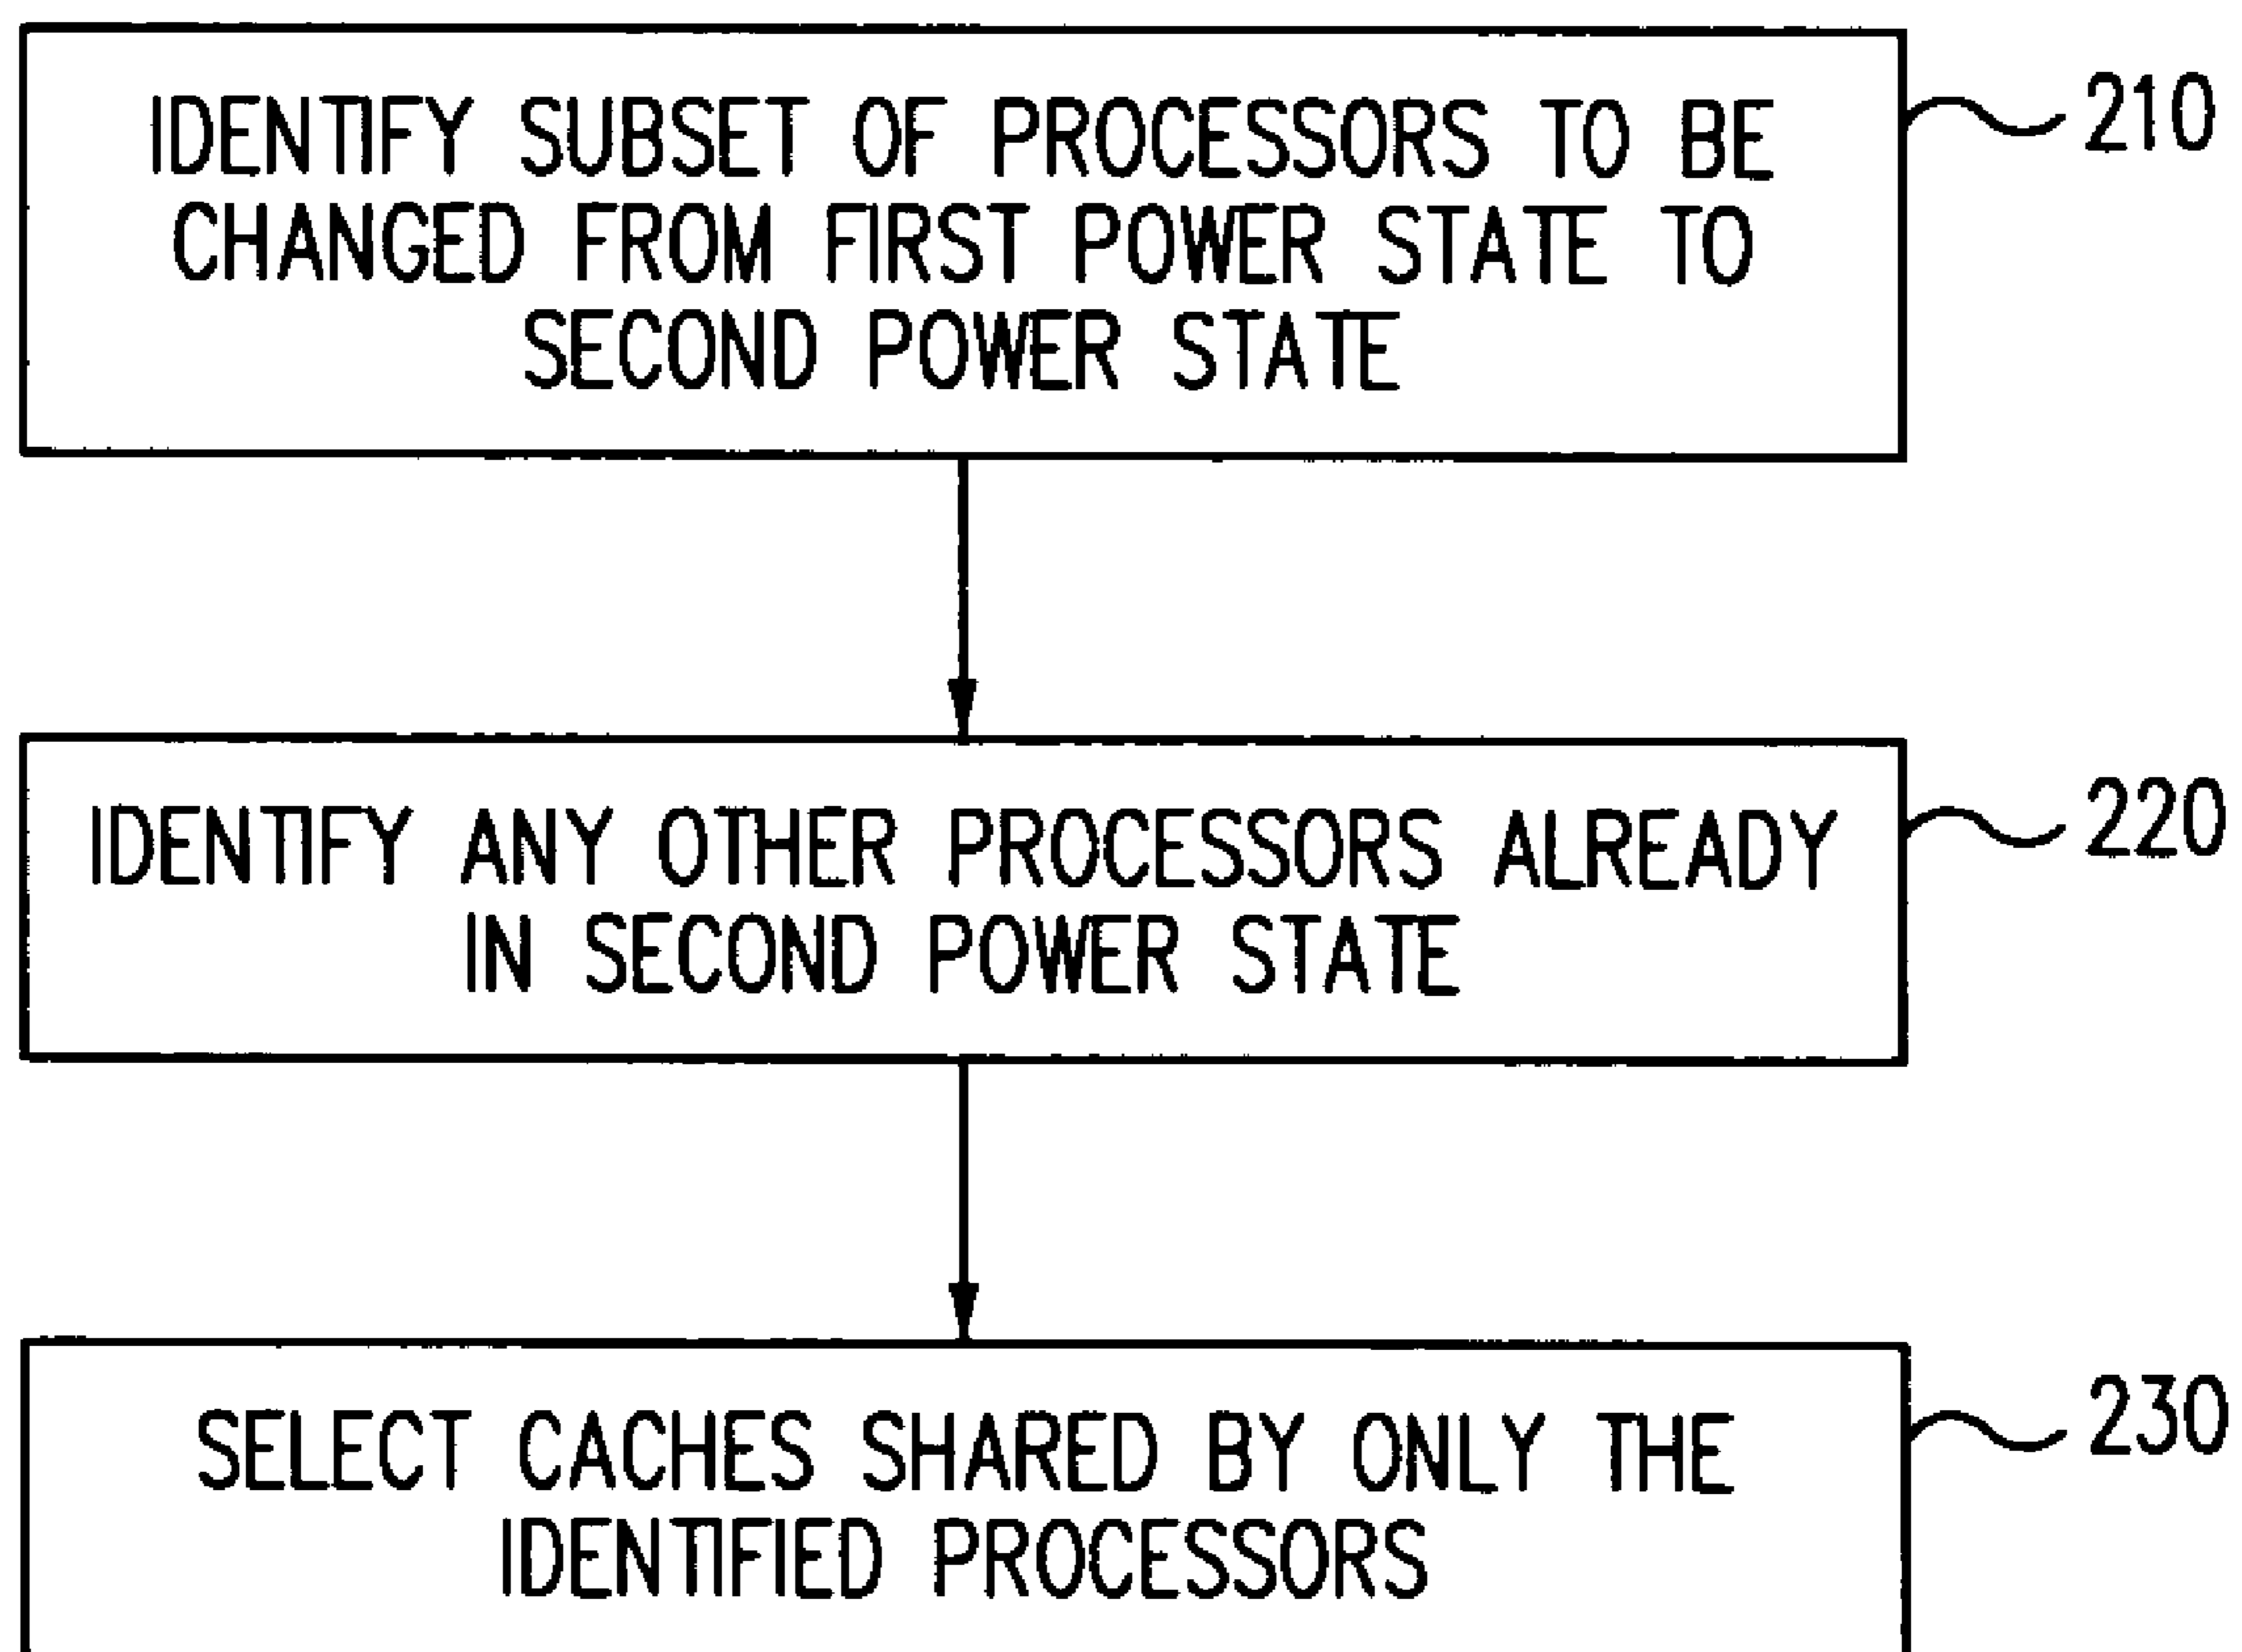 IDENTIFY SUBSET OF PROCESSORS TO BE
CHANGED FROM FIRST POWER STATE TO
SECOND POWER STATE
210
IDENTIFY ANY OTHER PROCESSORS ALREADY
IN SECOND POWER STATE
220
SELECT CACHES SHARED BY ONLY THE
IDENTIFIED PROCESSORS
230